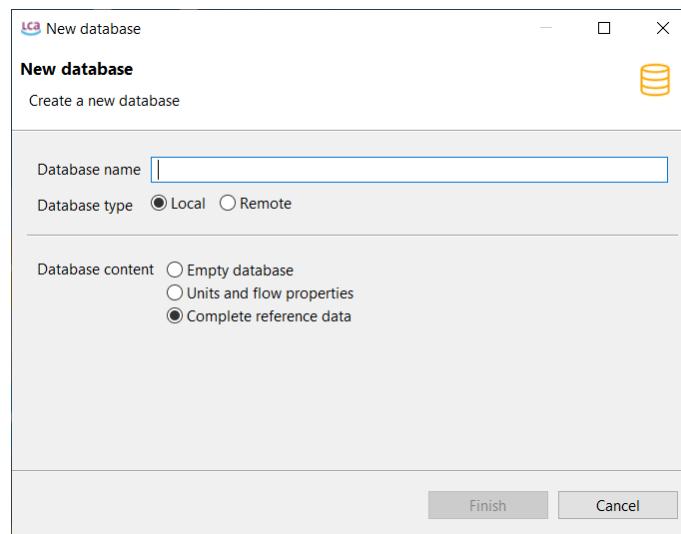 LCA New database
New database
Create a new database
Database name
Database type Local Remote
Database content Empty database
Units and flow properties
Complete reference data
Finish Cancel